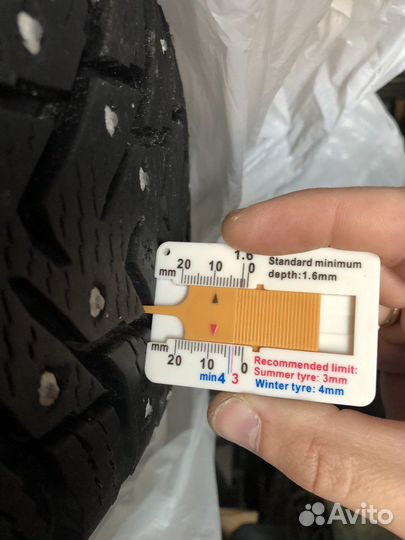 1.6
Standard minimum
mm 20 10 0 depth:1.6mm
mm 20 10 0
min4 3
Recommended limit:
Summer tyre: 3mm
Winter tyre: 4mm
Avito